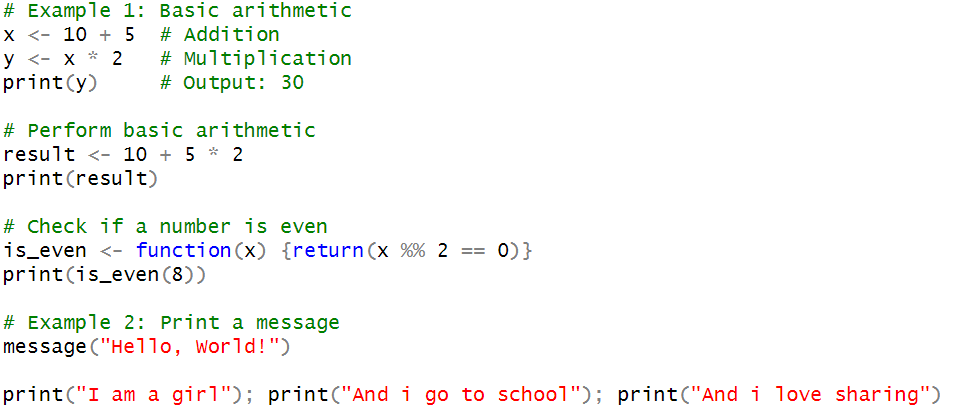 # Example 1: Basic arithmetic
x <- 10 + 5  # Addition
y <- x * 2   # Multiplication
print(y)     # Output: 30
# Perform basic arithmetic
result <- 10 + 5 * 2
print(result)
# Check if a number is even
is_even <- function(x) {return(x %% 2 == 0)}
print(is_even(8))
# Example 2: Print a message
message("Hello, World!")
print("I am a girl"); print("And i go to school"); print("And i love sharing")